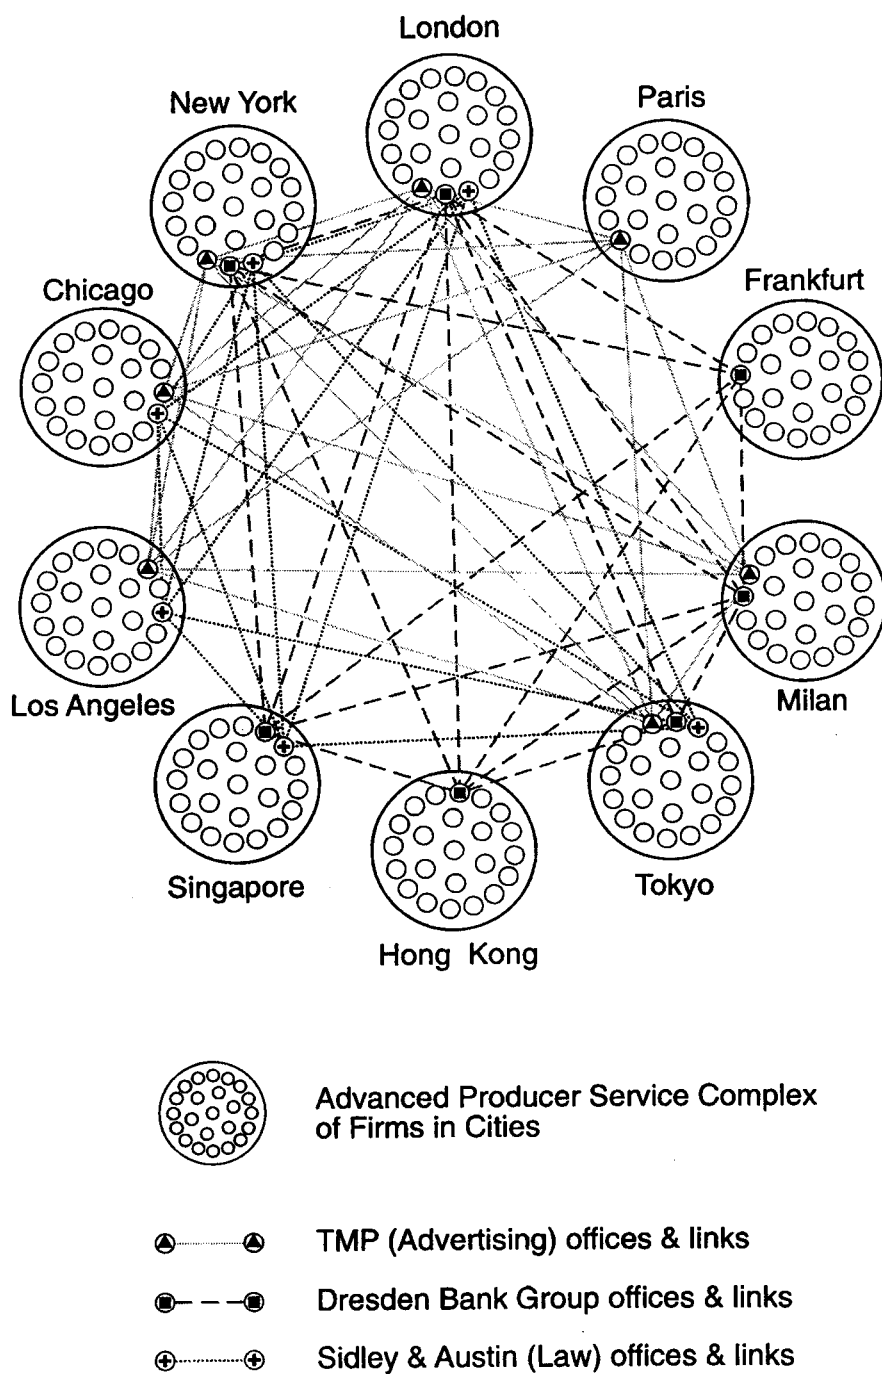 London
New York
Paris
Chicago
Frankfurt
Los Angeles
Milan
Singapore
Tokyo
Hong Kong
Advanced Producer Service Complex
of Firms in Cities
TMP (Advertising) offices & links
Dresden Bank Group offices & links
Sidley & Austin (Law) offices & links